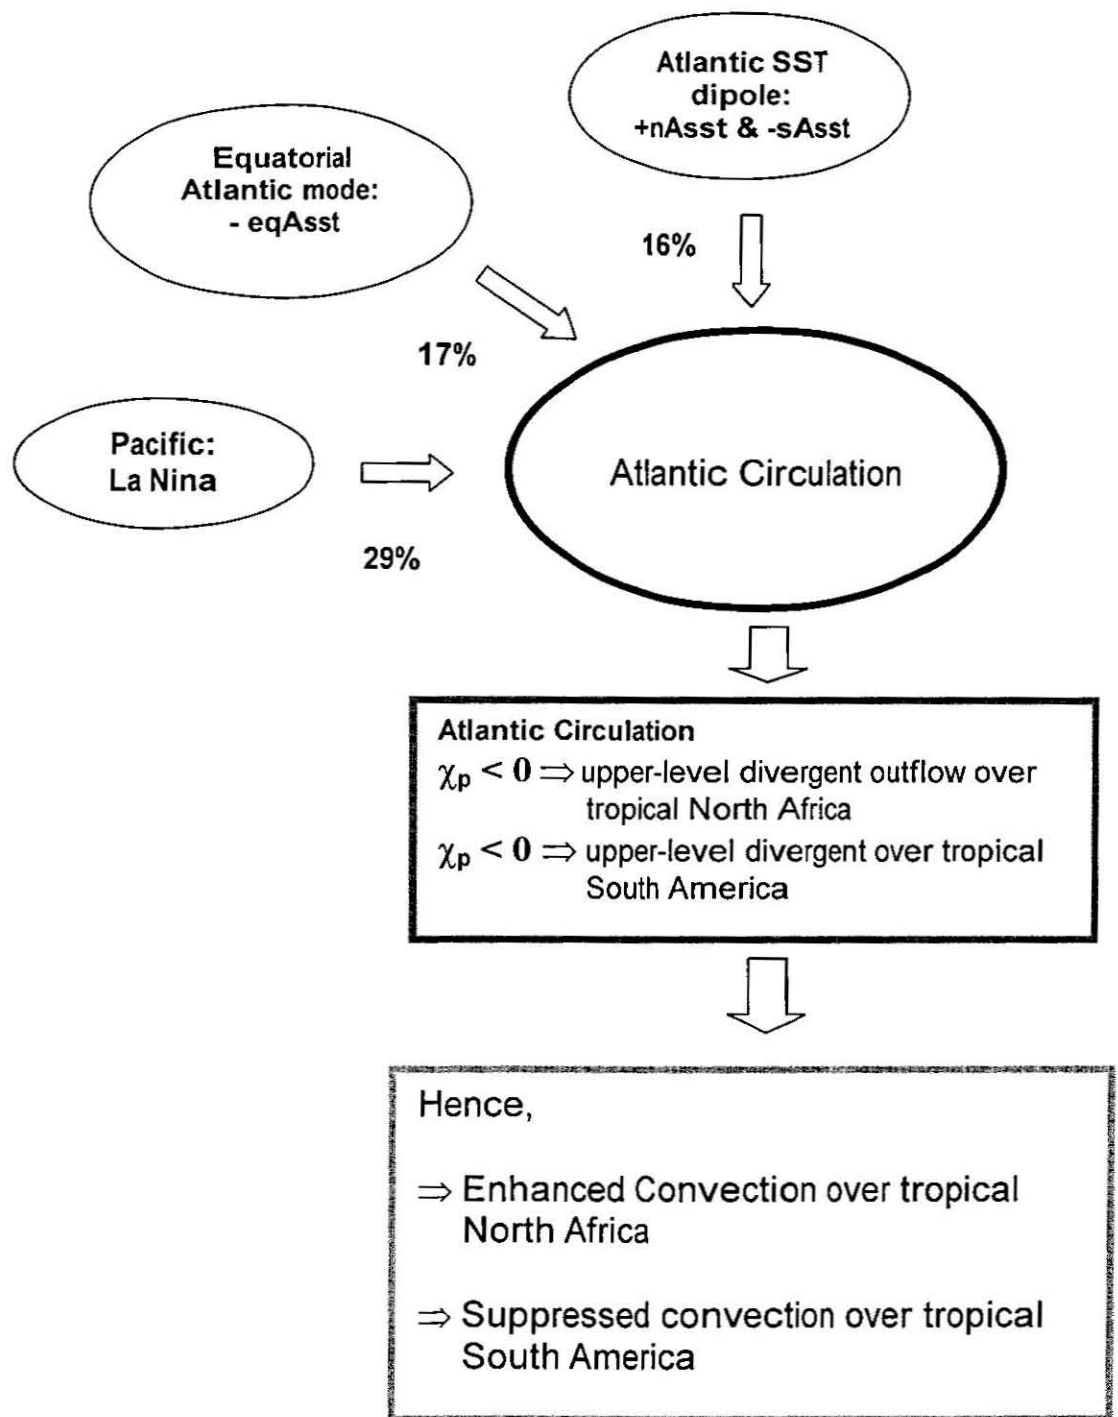 Atlantic SST
dipole:
+nAsst & -sAsst
Equatorial
Atlantic mode:
- eqAsst
16%
17%
Pacific:
La Nina
29%
Atlantic Circulation
Atlantic Circulation
χp < 0 ⇒ upper-level divergent outflow over
tropical North Africa
χp < 0 ⇒ upper-level divergent over tropical
South America
Hence,
⇒ Enhanced Convection over tropical
North Africa
⇒ Suppressed convection over tropical
South America